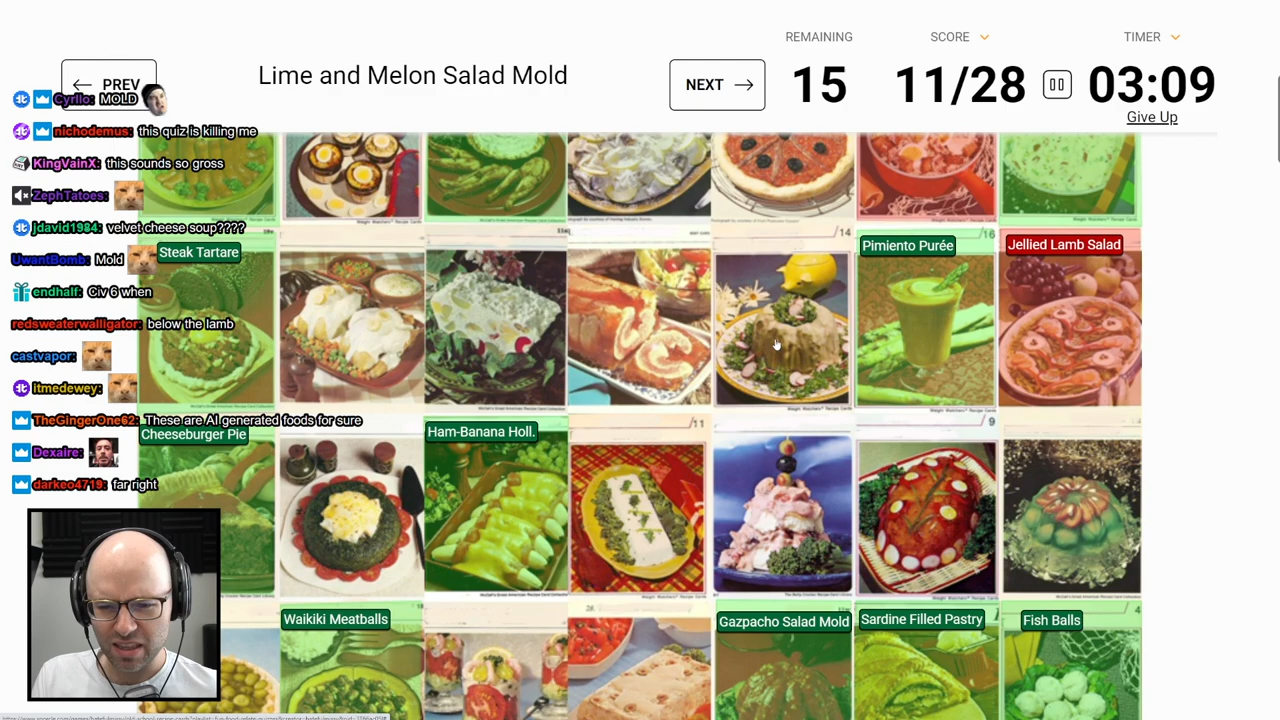 REMAINING
SCORE
TIMER
← PREV
Lime and Melon Salad Mold
NEXT →
15
11/28
03:09
Give Up
Cyrllo: MOLD
nichodemus: this quiz is killing me
KingVainX: this sounds so gross
ZephTatoes:
jdavid1984: velvet cheese soup????
UwantBomb: Mold
endhalf: Civ 6 when
redsweaterwalligator: below the lamb
castvapor:
itmedewey:
TheGingerOne62: These are AI generated foods for sure
Dexaire:
darkeo4719: far right
14
16
Steak Tartare
Pimiento Purée
Jellied Lamb Salad
Cheeseburger Pie
Ham-Banana Holl.
11
9
Waikiki Meatballs
Gazpacho Salad Mold
Sardine Filled Pastry
Fish Balls
4